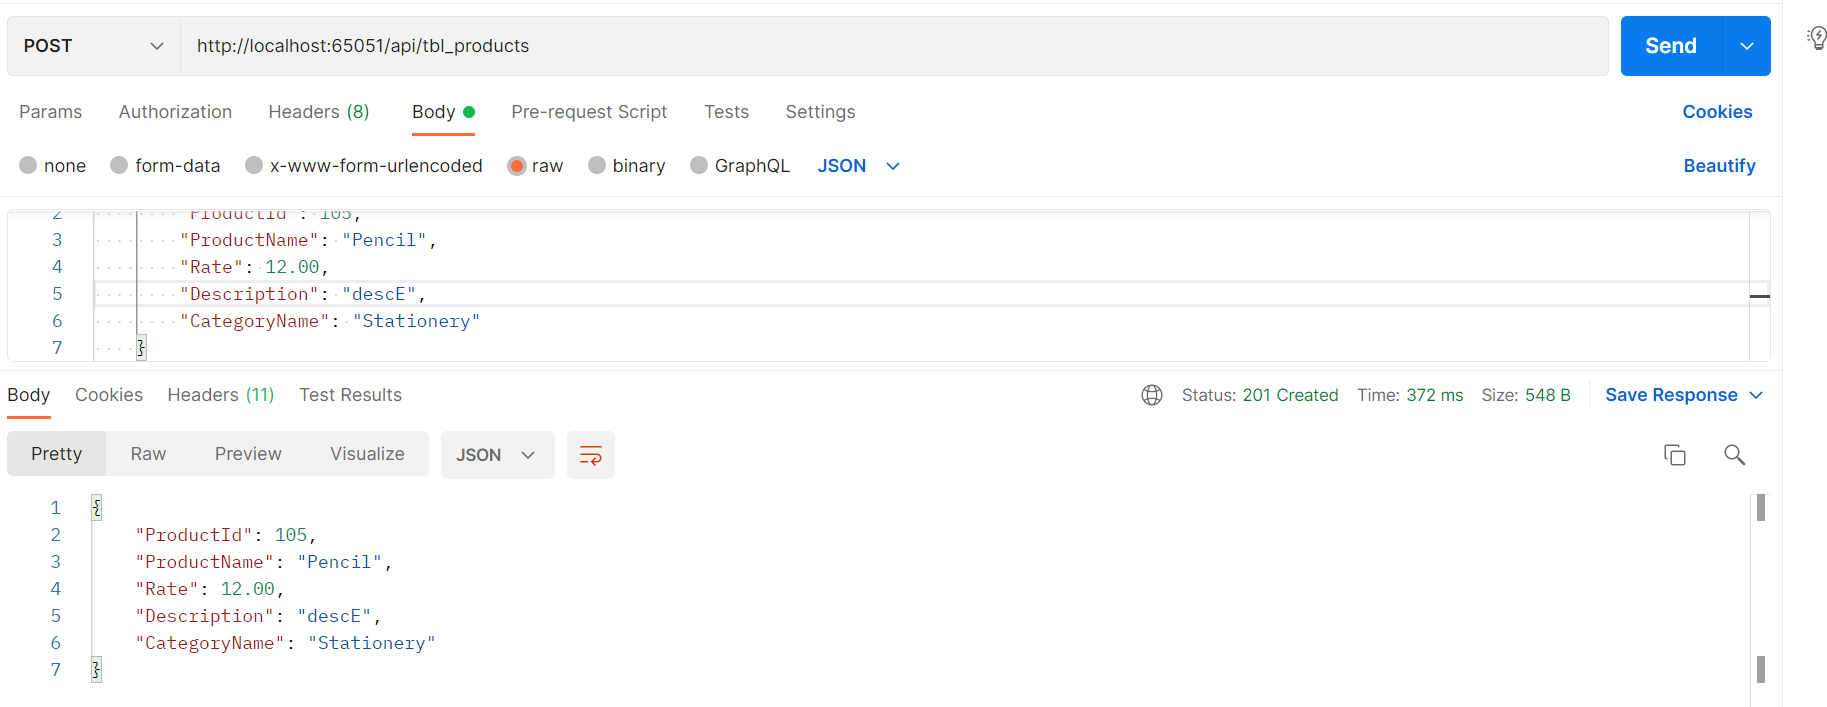 POST http://localhost:65051/api/tbl_products Send
Params Authorization Headers (8) Body Pre-request Script Tests Settings Cookies
none form-data x-www-form-urlencoded raw binary GraphQL JSON Beautify
2 "ProductId": 105,
3 "ProductName": "Pencil",
4 "Rate": 12.00,
5 "Description": "descE",
6 "CategoryName": "Stationery"
7 }
Body Cookies Headers (11) Test Results Status: 201 Created Time: 372 ms Size: 548 B Save Response
Pretty Raw Preview Visualize JSON
1 {
2 "ProductId": 105,
3 "ProductName": "Pencil",
4 "Rate": 12.00,
5 "Description": "descE",
6 "CategoryName": "Stationery"
7 }